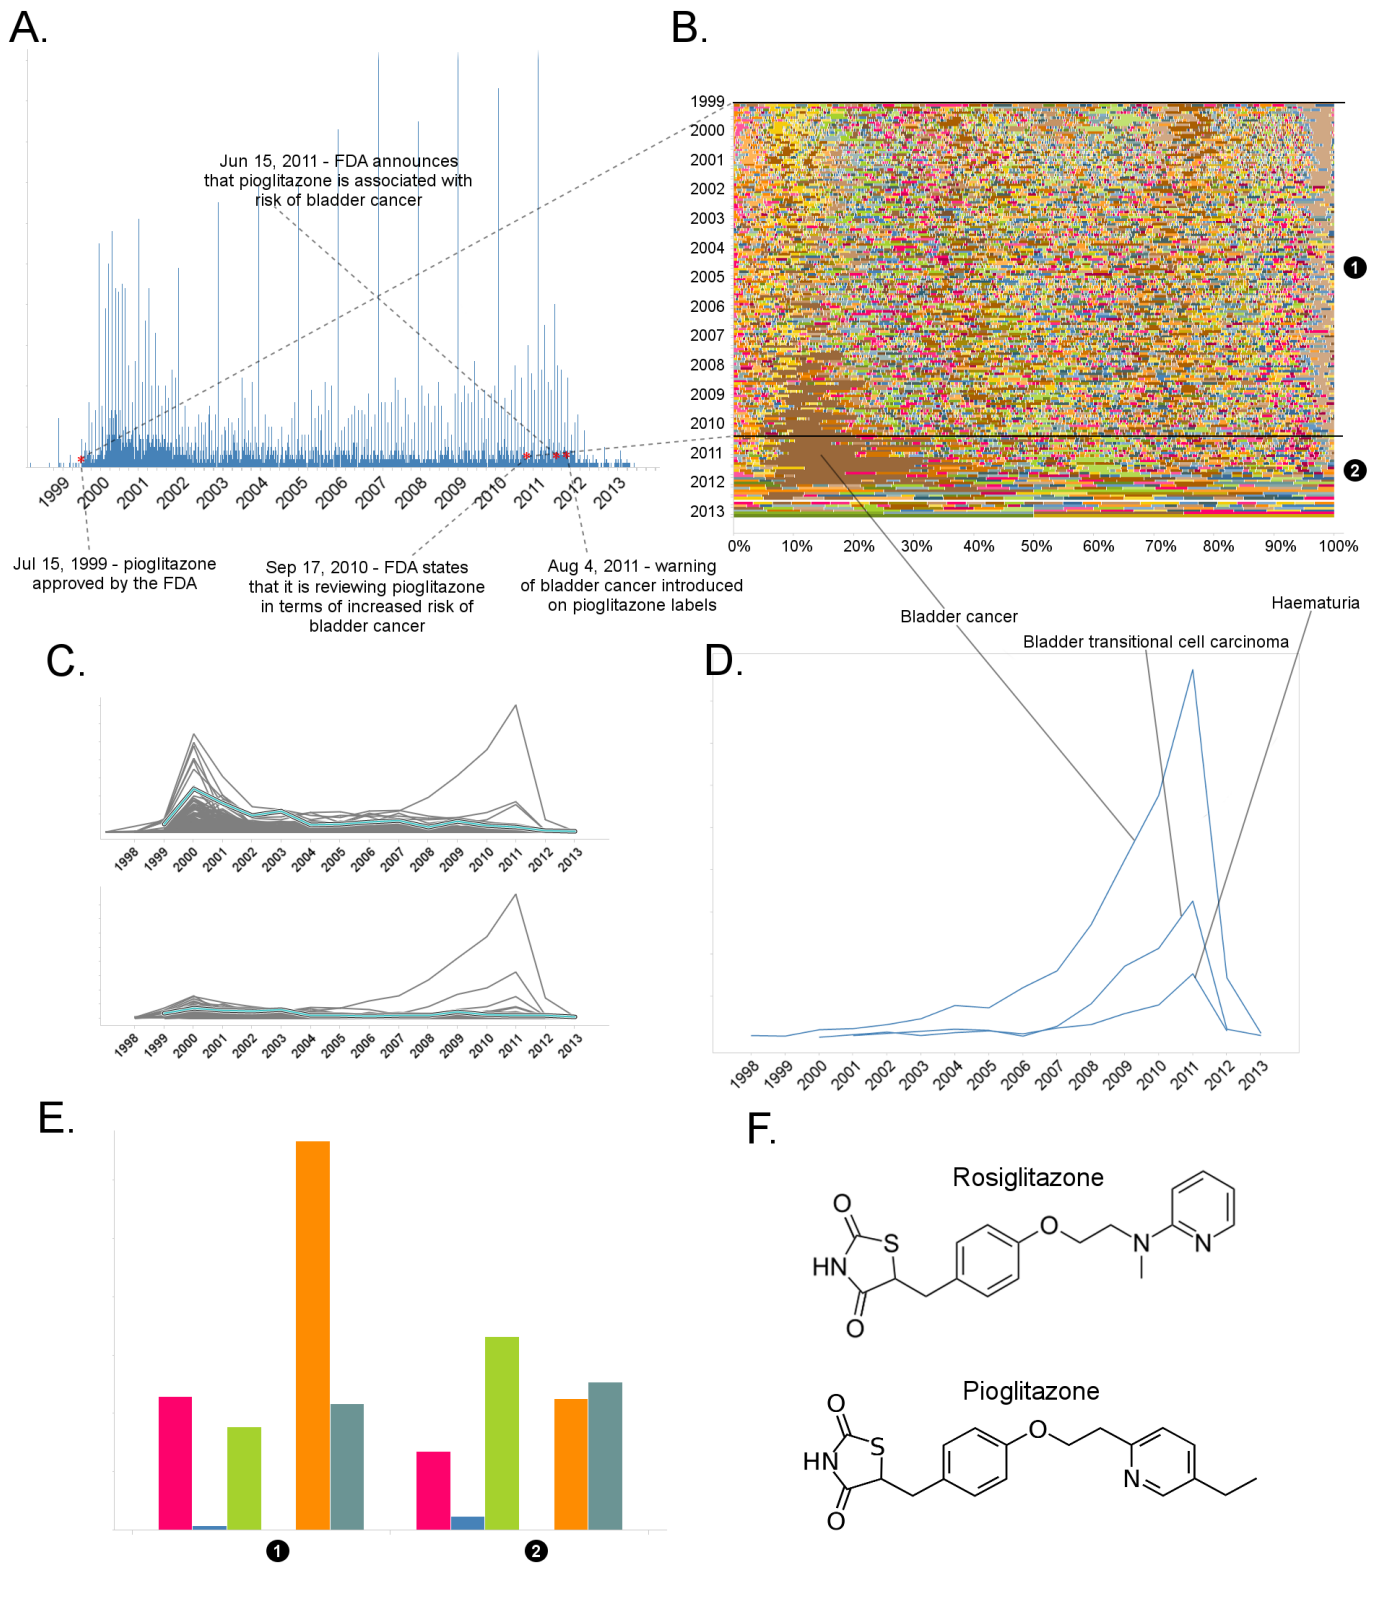 A.
Jun 15, 2011 - FDA announces
that pioglitazone is associated with
risk of bladder cancer
1999
2000
2001
2002
2003
2004
2005
2006
2007
2008
2009
2010
2011
2012
2013
Jul 15, 1999 - pioglitazone
approved by the FDA
Sep 17, 2010 - FDA states
that it is reviewing pioglitazone
in terms of increased risk of
bladder cancer
Aug 4, 2011 - warning
of bladder cancer introduced
on pioglitazone labels
B.
1999
2000
2001
2002
2003
2004
2005
2006
2007
2008
2009
2010
2011
2012
2013
1
2
0% 10% 20% 30% 40% 50% 60% 70% 80% 90% 100%
C.
1998 1999 2000 2001 2002 2003 2004 2005 2006 2007 2008 2009 2010 2011 2012 2013
1998 1999 2000 2001 2002 2003 2004 2005 2006 2007 2008 2009 2010 2011 2012 2013
D.
Bladder cancer
Bladder transitional cell carcinoma
Haematuria
1998 1999 2000 2001 2002 2003 2004 2005 2006 2007 2008 2009 2010 2011 2012 2013
E.
1
2
F.
Rosiglitazone
O
S
HN
O
O
N
N
Pioglitazone
O
S
HN
O
O
N